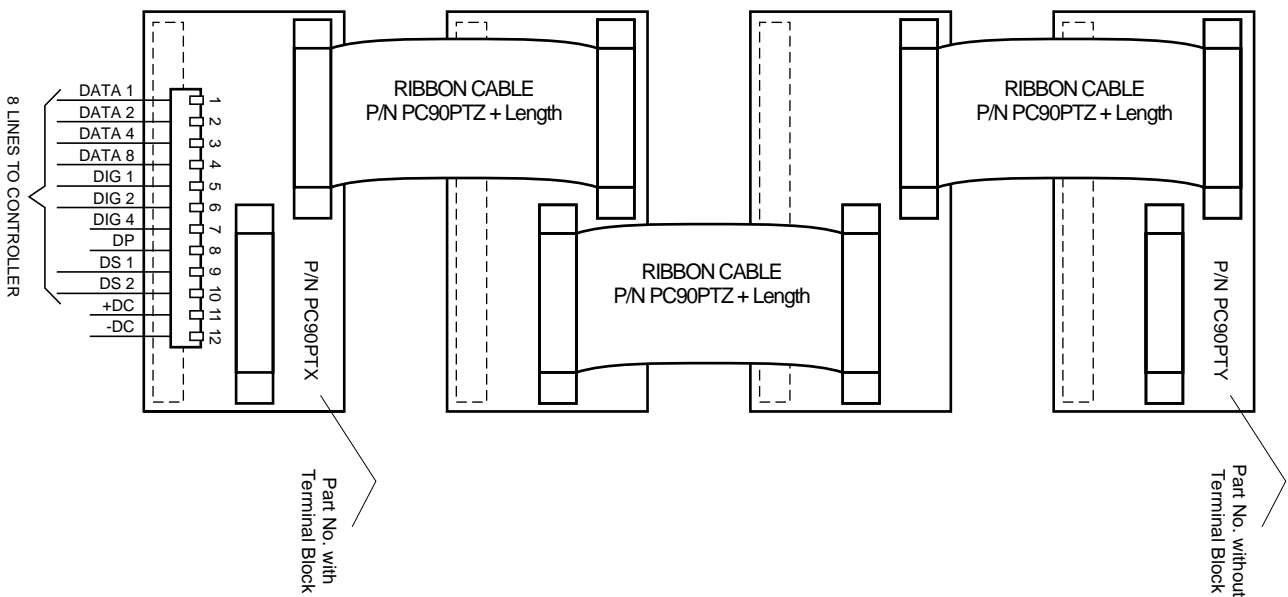 RIBBON CABLE
P/N PC90PTZ + Length
RIBBON CABLE
P/N PC90PTZ + Length
RIBBON CABLE
P/N PC90PTZ + Length
8 LINES TO CONTROLLER
DATA 1 1
DATA 2 2
DATA 4 3
DATA 8 4
DIG 1 5
DIG 2 6
DIG 4 7
DP 8
DS 1 9
DS 2 10
+DC 11
-DC 12
P/N PC90PTX
P/N PC90PTY
Part No. with
Terminal Block
Part No. without
Terminal Block